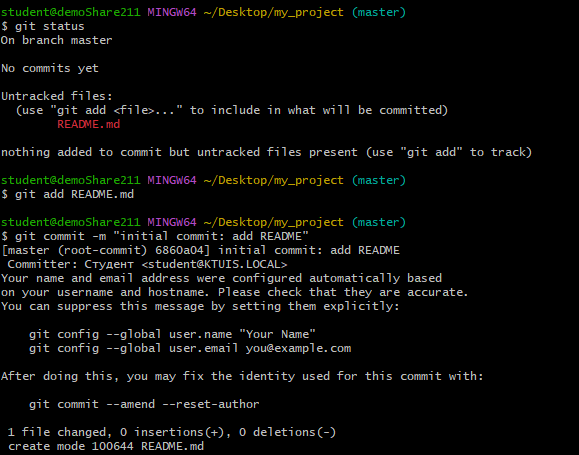 student@demoShare211 MINGW64 ~/Desktop/my_project (master)
$ git status
On branch master
No commits yet
Untracked files:
  (use "git add <file>..." to include in what will be committed)
        README.md
nothing added to commit but untracked files present (use "git add" to track)
student@demoShare211 MINGW64 ~/Desktop/my_project (master)
$ git add README.md
student@demoShare211 MINGW64 ~/Desktop/my_project (master)
$ git commit -m "initial commit: add README"
[master (root-commit) 6860a04] initial commit: add README
 Committer: Студент <student@KTUIS.LOCAL>
Your name and email address were configured automatically based
on your username and hostname. Please check that they are accurate.
You can suppress this message by setting them explicitly:
    git config --global user.name "Your Name"
    git config --global user.email you@example.com
After doing this, you may fix the identity used for this commit with:
    git commit --amend --reset-author
 1 file changed, 0 insertions(+), 0 deletions(-)
 create mode 100644 README.md